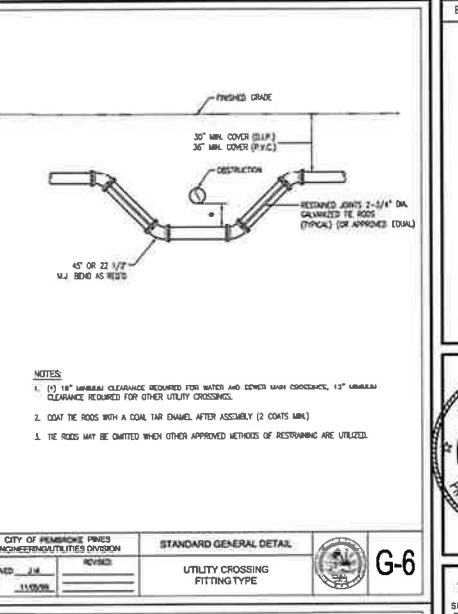 FINISHED GRADE
30" MIN. COVER (D.I.P.)
36" MIN. COVER (P.V.C.)
OBSTRUCTION
*
RESTAINED JOINTS 2-3/4" DIA.
GALVANIZED TIE RODS
(TYPICAL) (OR APPROVED EQUAL)
45° OR 22 1/2°
M.J. BEND AS REQ'D
NOTES:
1. (*) 18" MINIMUM CLEARANCE REQUIRED FOR WATER AND SEWER MAIN CROSSINGS, 12" MINIMUM
CLEARANCE REQUIRED FOR OTHER UTILITY CROSSINGS.
2. COAT TIE RODS WITH A COAL TAR ENAMEL AFTER ASSEMBLY (2 COATS MIN.)
3. TIE RODS MAY BE OMITTED WHEN OTHER APPROVED METHODS OF RESTRAINING ARE UTILIZED.
CITY OF PEMBROKE PINES
ENGINEERING/UTILITIES DIVISION
REVISED:
J.M.
STANDARD GENERAL DETAIL
UTILITY CROSSING
FITTING TYPE
G-6